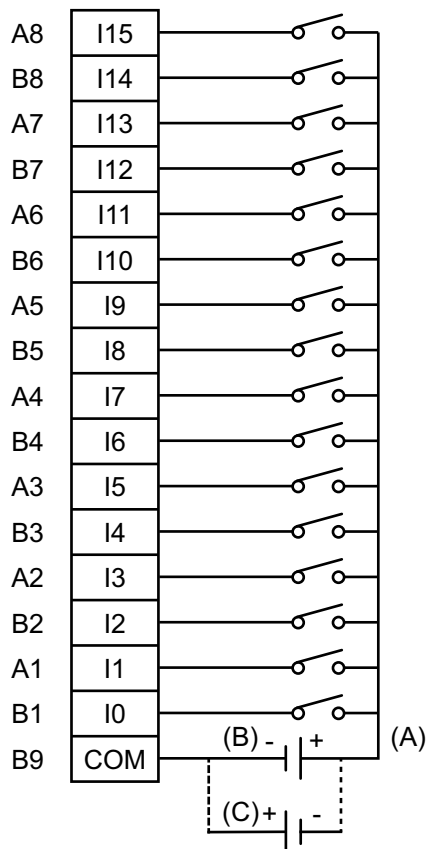 A8 I15
B8 I14
A7 I13
B7 I12
A6 I11
B6 I10
A5 I9
B5 I8
A4 I7
B4 I6
A3 I5
B3 I4
A2 I3
B2 I2
A1 I1
B1 I0
B9 COM (B) - + (A)
(C) + -